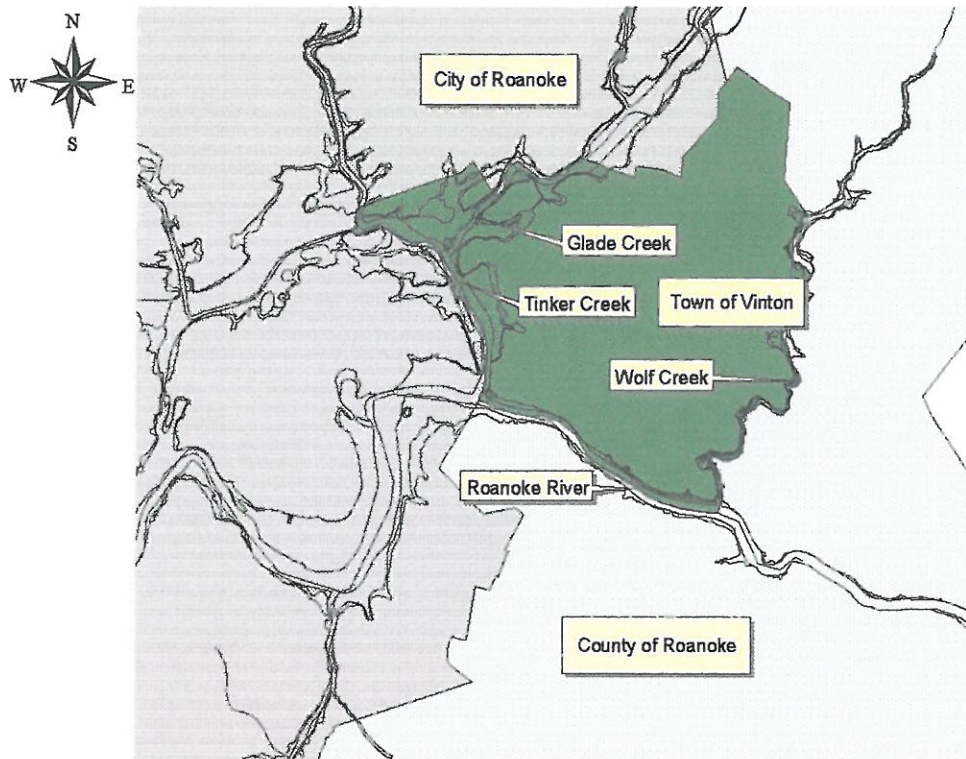 N
W E
S
City of Roanoke
Glade Creek
Tinker Creek
Town of Vinton
Wolf Creek
Roanoke River
County of Roanoke